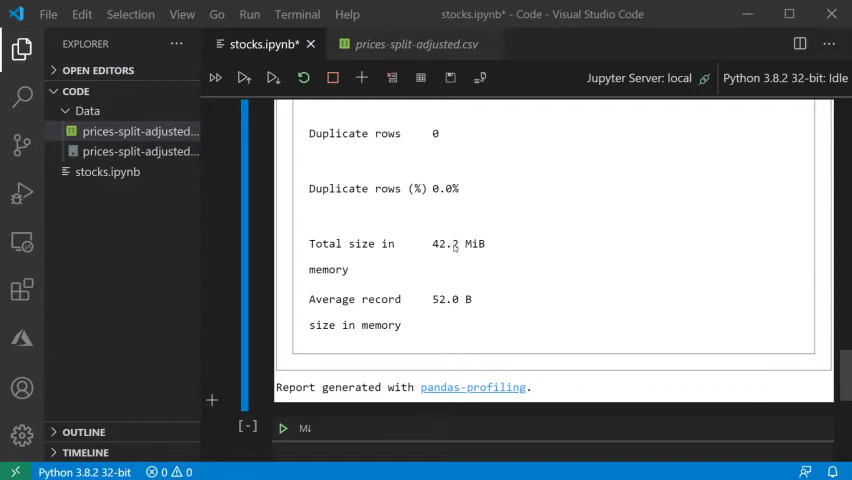 File Edit Selection View Go Run Terminal Help stocks.ipynb* - Code - Visual Studio Code
EXPLORER
stocks.ipynb* prices-split-adjusted.csv
OPEN EDITORS
Jupyter Server: local Python 3.8.2 32-bit: Idle
CODE
Data
prices-split-adjusted...
prices-split-adjusted...
stocks.ipynb
Duplicate rows 0
Duplicate rows (%) 0.0%
Total size in 42.2 MiB
memory
Average record 52.0 B
size in memory
Report generated with pandas-profiling.
[-] M↓
OUTLINE
TIMELINE
Python 3.8.2 32-bit 0 0